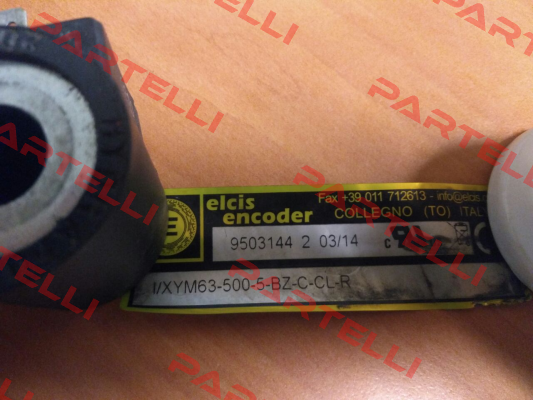 PARTELLI
elcis
encoder
Fax +39 011 712613 - info@elcis.c
COLLEGNO (TO) ITAL
9503144 2 03/14
I/XYM63-500-5-BZ-C-CL-R